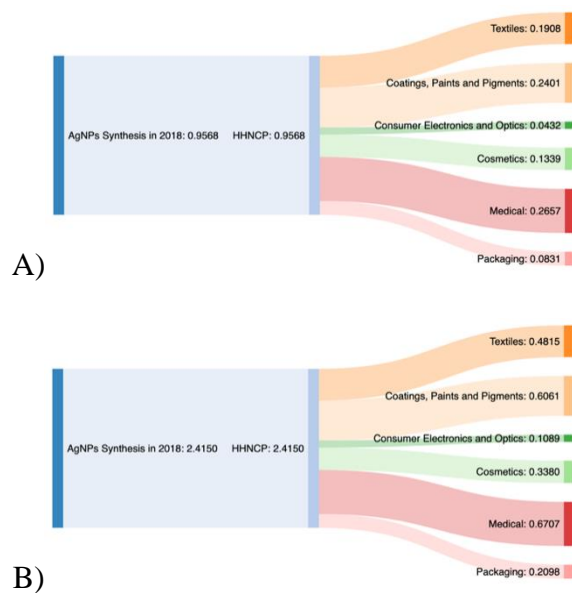 Textiles: 0.1908
Coatings, Paints and Pigments: 0.2401
AgNPs Synthesis in 2018: 0.9568 HHNCP: 0.9568
Consumer Electronics and Optics: 0.0432
Cosmetics: 0.1339
Medical: 0.2657
Packaging: 0.0831
A)
Textiles: 0.4815
Coatings, Paints and Pigments: 0.6061
AgNPs Synthesis in 2018: 2.4150 HHNCP: 2.4150
Consumer Electronics and Optics: 0.1089
Cosmetics: 0.3380
Medical: 0.6707
Packaging: 0.2098
B)